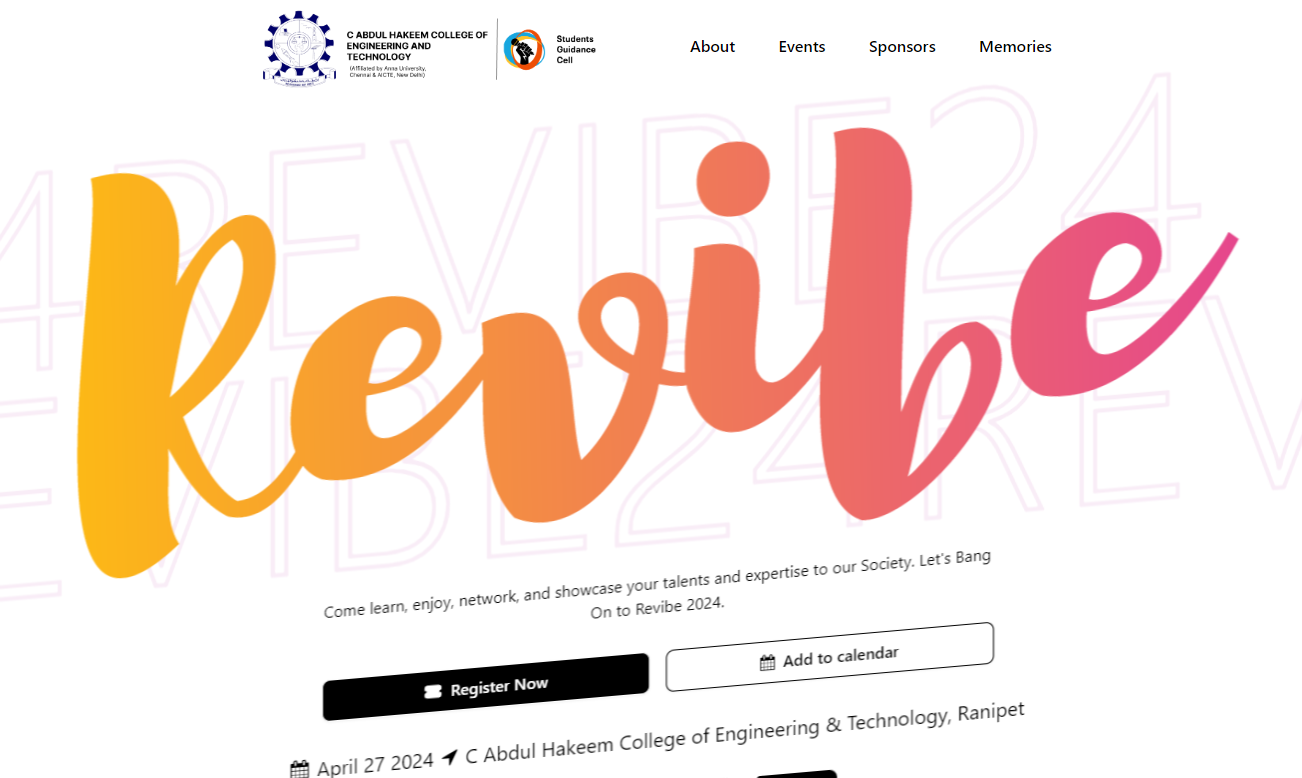 C ABDUL HAKEEM COLLEGE OF
ENGINEERING AND
TECHNOLOGY
(Affiliated by Anna University,
Chennai & AICTE, New Delhi)
Students
Guidance
Cell
About
Events
Sponsors
Memories
4REVIBE24
Revibe
EVIBE24REV
Come learn, enjoy, network, and showcase your talents and expertise to our Society. Let's Bang
On to Revibe 2024.
Register Now
Add to calendar
April 27 2024 C Abdul Hakeem College of Engineering & Technology, Ranipet